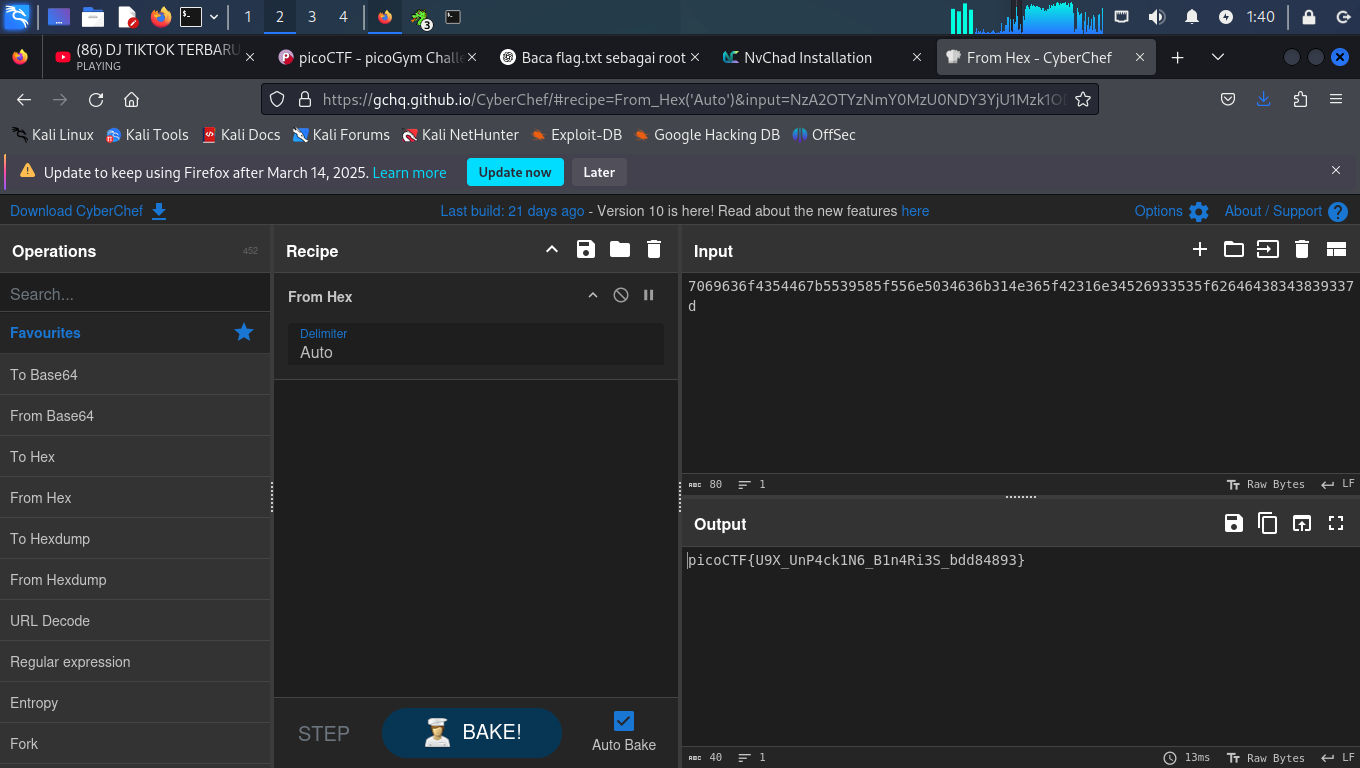 1 2 3 4 3 1:40
(86) DJ TIKTOK TERBARU
PLAYING
picoCTF - picoGym Challe
Baca flag.txt sebagai root
NvChad Installation
From Hex - CyberChef
https://gchq.github.io/CyberChef/#recipe=From_Hex('Auto')&input=NzA2OTYzNmY0MzU0NDY3YjU1Mzk1O
Kali Linux Kali Tools Kali Docs Kali Forums Kali NetHunter Exploit-DB Google Hacking DB OffSec
Update to keep using Firefox after March 14, 2025. Learn more Update now Later
Download CyberChef Last build: 21 days ago - Version 10 is here! Read about the new features here Options About / Support
Operations 452
Search...
Favourites
To Base64
From Base64
To Hex
From Hex
To Hexdump
From Hexdump
URL Decode
Regular expression
Entropy
Fork
Recipe
From Hex
Delimiter
Auto
STEP BAKE! Auto Bake
Input
7069636f4354467b5539585f556e5034636b314e365f42316e34526933535f62646438343839337
d
ABC 80 1 Raw Bytes LF
Output
picoCTF{U9X_UnP4ck1N6_B1n4Ri3S_bdd84893}
ABC 40 1 13ms Raw Bytes LF